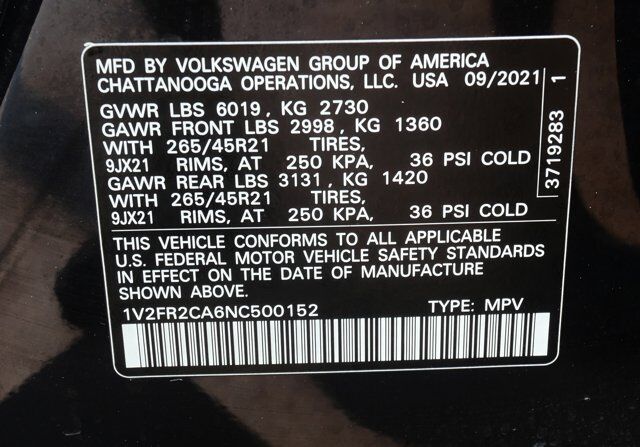 MFD BY VOLKSWAGEN GROUP OF AMERICA
CHATTANOOGA OPERATIONS, LLC. USA 09/2021
GVWR LBS 6019, KG 2730
GAWR FRONT LBS 2998, KG 1360
WITH 265/45R21 TIRES,
9JX21 RIMS, AT 250 KPA, 36 PSI COLD
GAWR REAR LBS 3131, KG 1420
WITH 265/45R21 TIRES,
9JX21 RIMS, AT 250 KPA, 36 PSI COLD
3719283 1
THIS VEHICLE CONFORMS TO ALL APPLICABLE
U.S. FEDERAL MOTOR VEHICLE SAFETY STANDARDS
IN EFFECT ON THE DATE OF MANUFACTURE
SHOWN ABOVE.
1V2FR2CA6NC500152 TYPE: MPV